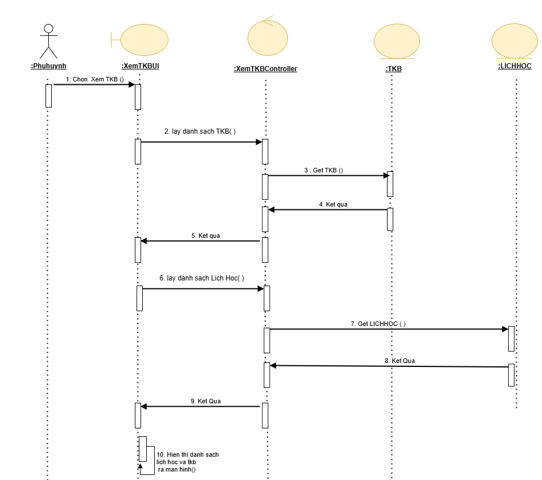 :Phuhuynh
:XemTKBUI
:XemTKBController
:TKB
:LICHHOC
1: Chon Xem TKB ()
2. lay danh sach TKB( )
3 . Get TKB ()
4. Ket qua
5. Ket qua
6. lay danh sach Lich Hoc( )
7. Get LICHHOC ( )
8. Ket Qua
9. Ket Qua
10. Hien thi danh sach
lich hoc va tkb
ra man hinh()